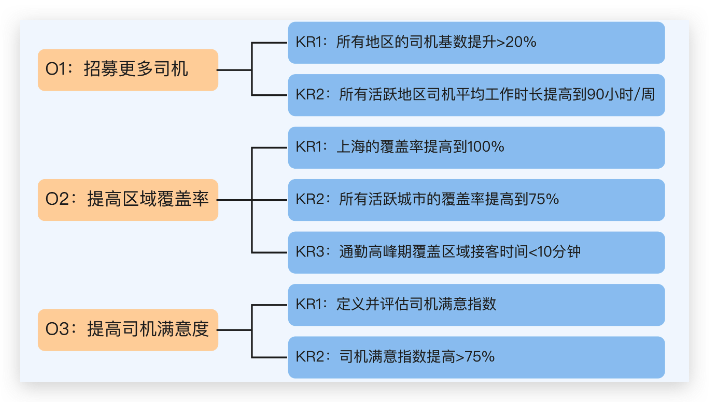 O1：招募更多司机
KR1：所有地区的司机基数提升>20%
KR2：所有活跃地区司机平均工作时长提高到90小时/周
O2：提高区域覆盖率
KR1：上海的覆盖率提高到100%
KR2：所有活跃城市的覆盖率提高到75%
KR3：通勤高峰期覆盖区域接客时间<10分钟
O3：提高司机满意度
KR1：定义并评估司机满意指数
KR2：司机满意指数提高>75%